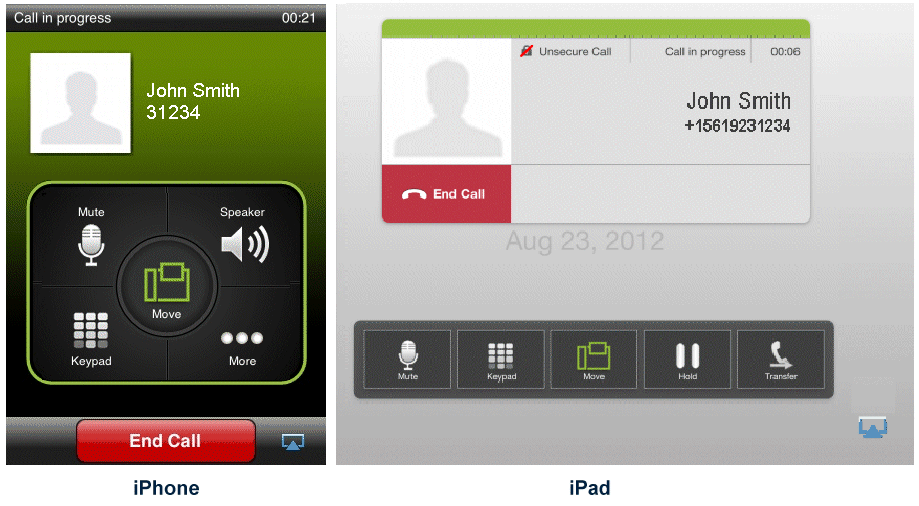 Call in progress 00:21
John Smith
31234
Mute Speaker
Move
Keypad More
End Call
Unsecure Call Call in progress 00:06
John Smith
+15619231234
End Call
Aug 23, 2012
Mute Keypad Move Hold Transfer
iPhone iPad